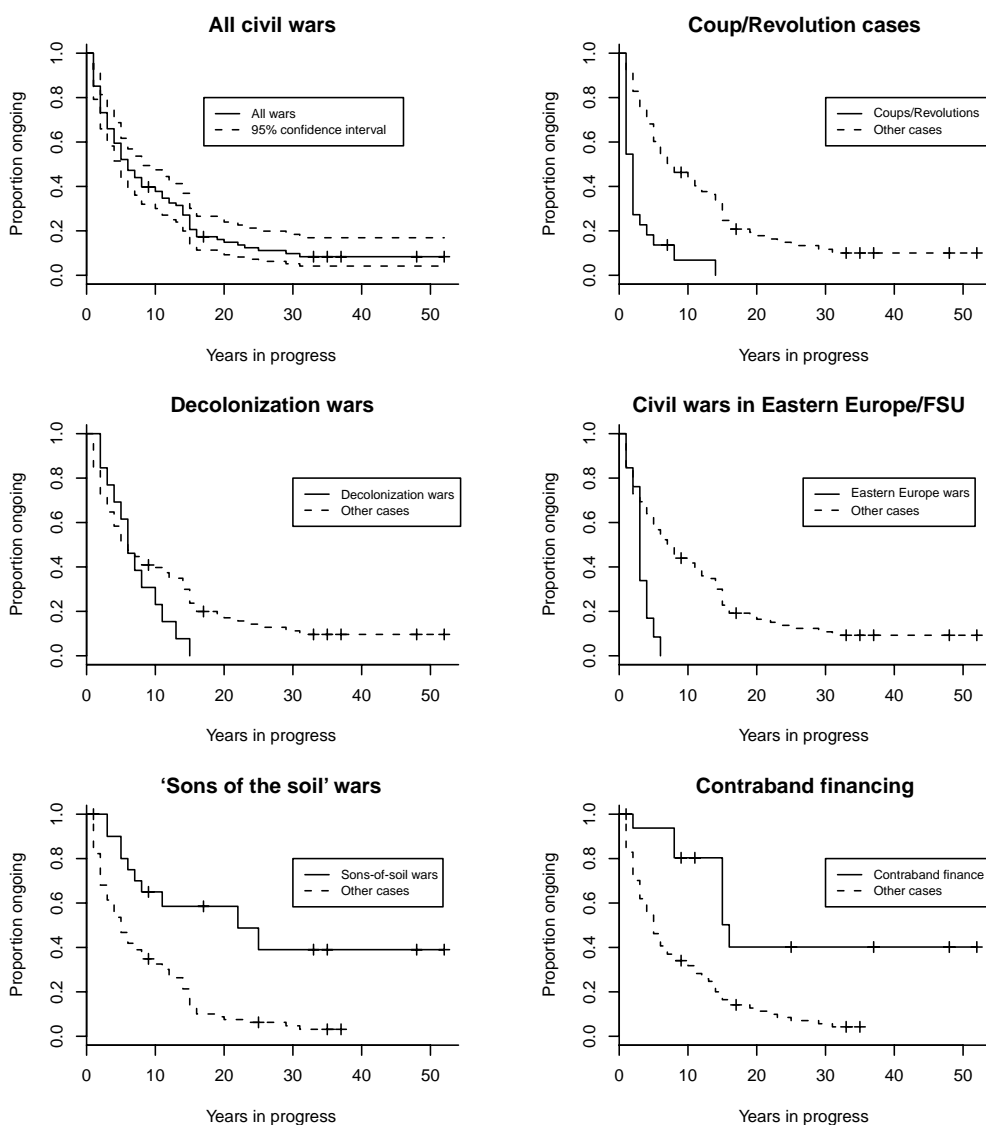 All civil wars
1.0
0.8
0.6
0.4
0.2
0.0
Proportion ongoing
All wars
95% confidence interval
0 10 20 30 40 50
Years in progress
Coup/Revolution cases
1.0
0.8
0.6
0.4
0.2
0.0
Proportion ongoing
Coups/Revolutions
Other cases
0 10 20 30 40 50
Years in progress
Decolonization wars
1.0
0.8
0.6
0.4
0.2
0.0
Proportion ongoing
Decolonization wars
Other cases
0 10 20 30 40 50
Years in progress
Civil wars in Eastern Europe/FSU
1.0
0.8
0.6
0.4
0.2
0.0
Proportion ongoing
Eastern Europe wars
Other cases
0 10 20 30 40 50
Years in progress
‘Sons of the soil’ wars
1.0
0.8
0.6
0.4
0.2
0.0
Proportion ongoing
Sons-of-soil wars
Other cases
0 10 20 30 40 50
Years in progress
Contraband financing
1.0
0.8
0.6
0.4
0.2
0.0
Proportion ongoing
Contraband finance
Other cases
0 10 20 30 40 50
Years in progress